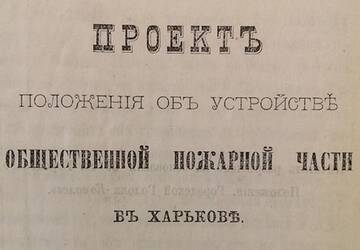 ПРОЕКТЪ
ПОЛОЖЕНІЯ ОБЪ УСТРОЙСТВѢ
ОБЩЕСТВЕННОЙ ПОЖАРНОЙ ЧАСТИ
ВЪ ХАРЬКОВѢ.